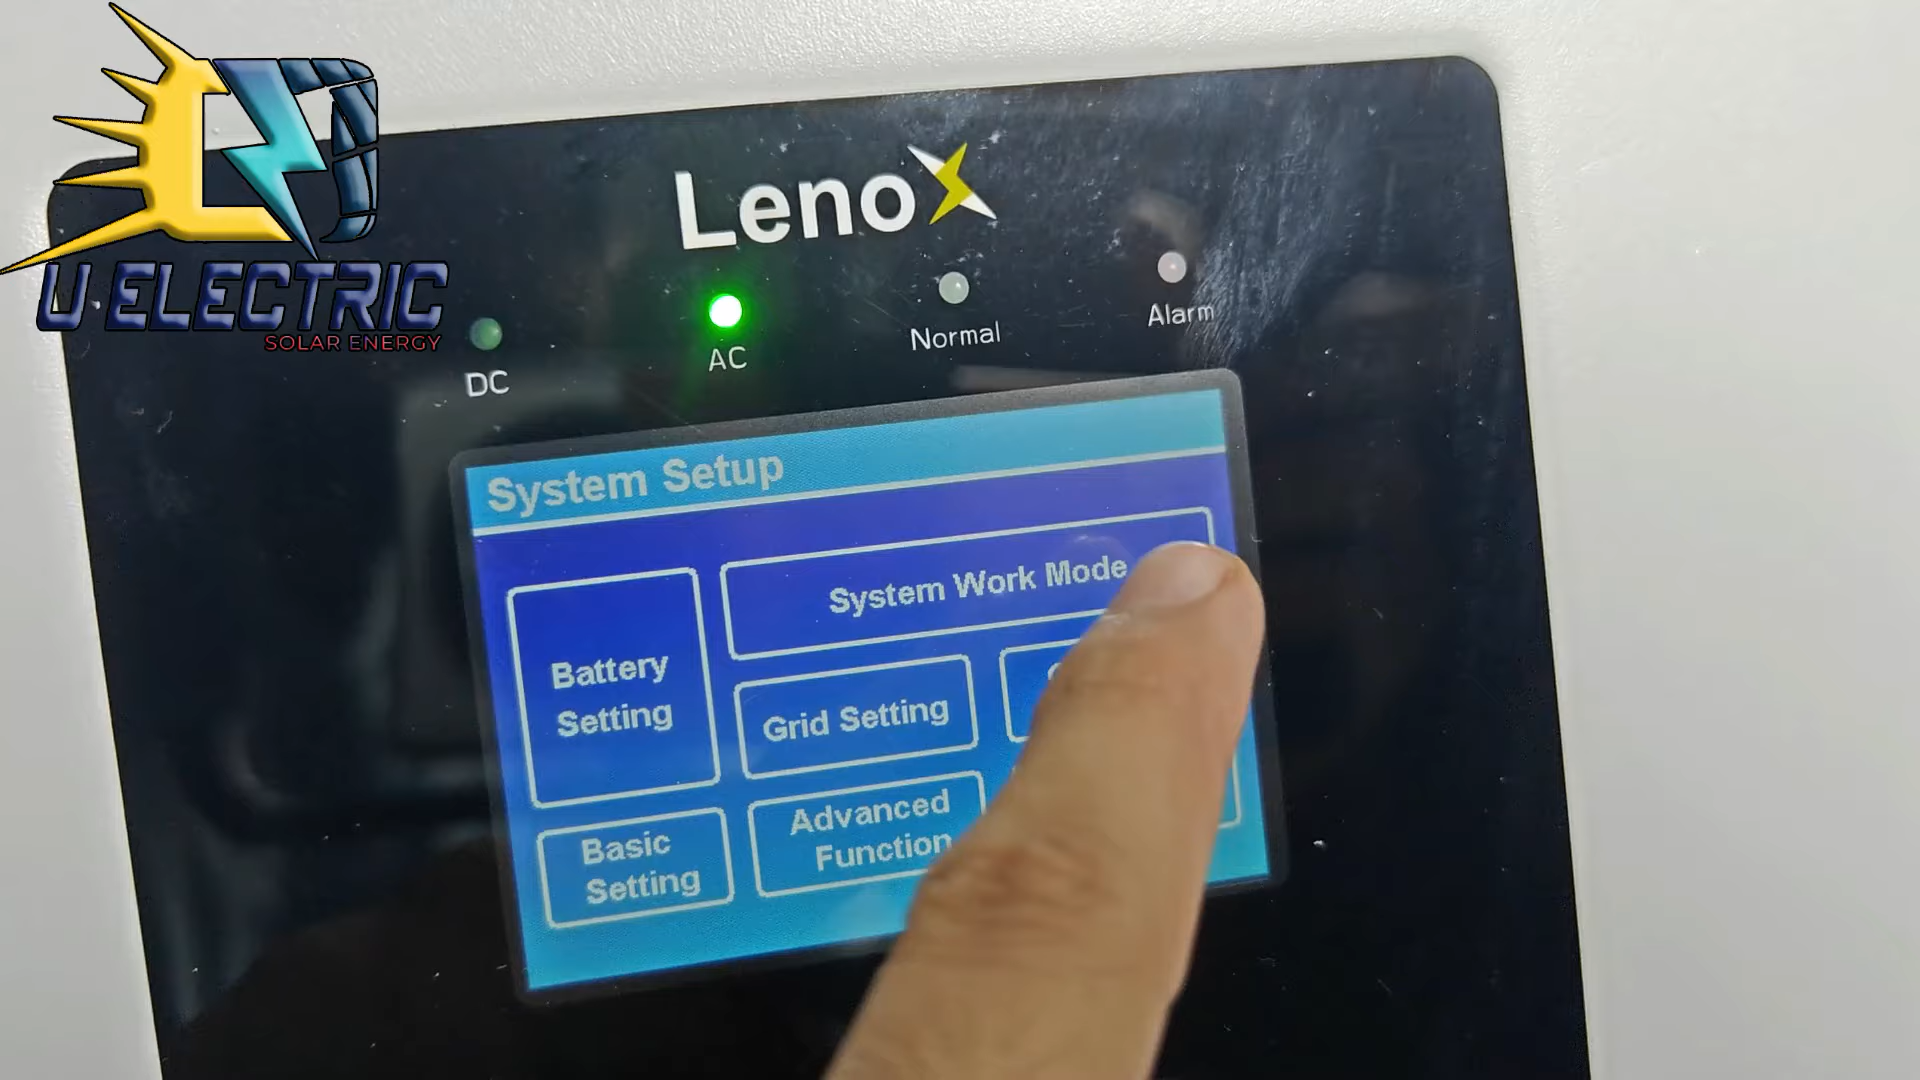 LenoX
U ELECTRIC
SOLAR ENERGY
DC
AC
Normal
Alarm
System Setup
System Work Mode
Battery
Setting
Grid Setting
Basic
Setting
Advanced
Function